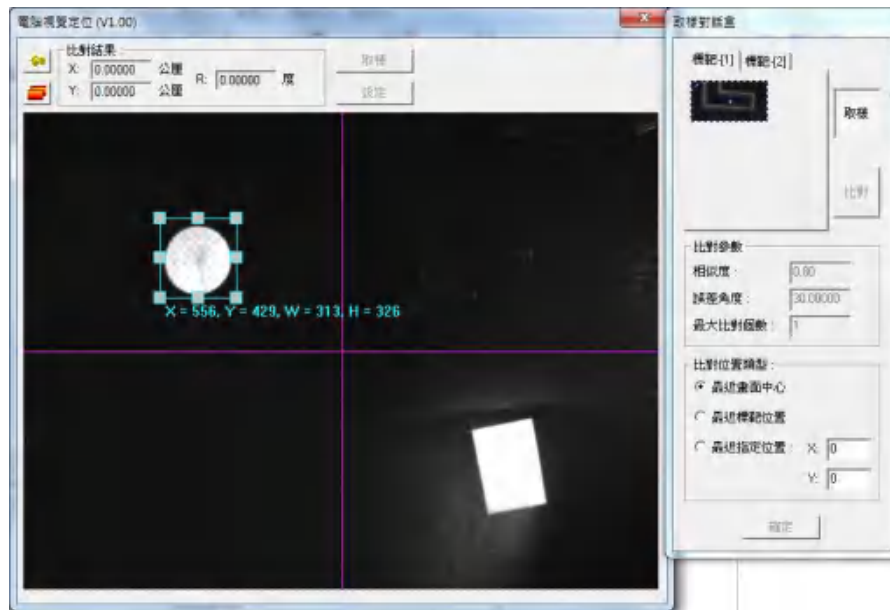 電腦視覺定位 (V1.00)
比對結果
X: 0.00000 公厘
Y: 0.00000 公厘
R: 0.00000 度
取樣
設定
X = 556, Y = 429, W = 313, H = 326
取樣對話盒
標範-[1] 標範-[2]
取樣
比對
比對參數
相似度 : 0.80
誤差角度 : 30.00000
最大比對個數 : 1
比對位置類型 :
最近畫面中心
最近標範位置
最近指定位置 : X: 0
Y: 0
確定